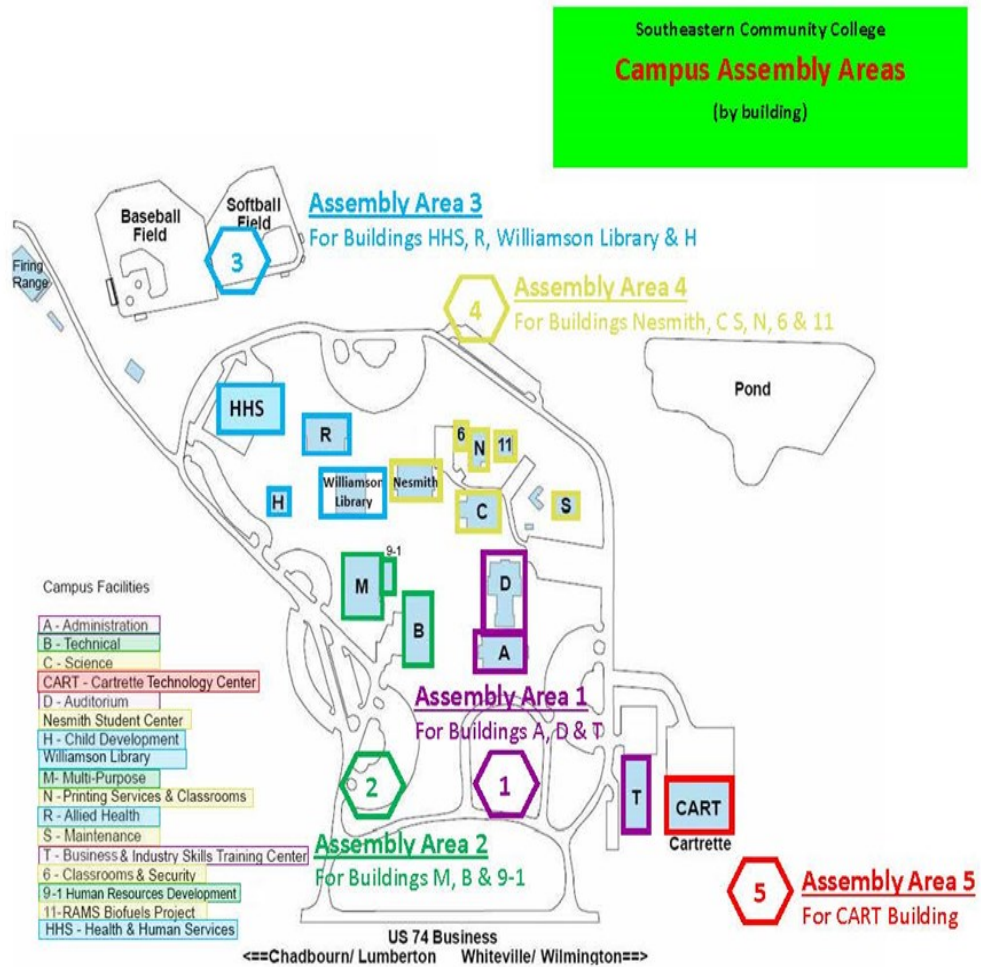 Southeastern Community College
Campus Assembly Areas
(by building)
Baseball
Field
Softball
Field
3
Assembly Area 3
For Buildings HHS, R, Williamson Library & H
Firing
Range
4
Assembly Area 4
For Buildings Nesmith, C S, N, 6 & 11
Pond
HHS
R
6
N
11
Williamson
Library
Nesmith
H
C
S
9-1
M
D
B
A
Campus Facilities
A - Administration
B - Technical
C - Science
CART - Cartrette Technology Center
D - Auditorium
Nesmith Student Center
H - Child Development
Williamson Library
M- Multi-Purpose
N - Printing Services & Classrooms
R - Allied Health
S - Maintenance
T - Business & Industry Skills Training Center
6 - Classrooms & Security
9-1 Human Resources Development
11-RAMS Biofuels Project
HHS - Health & Human Services
Assembly Area 1
For Buildings A, D & T
2
1
T
CART
Cartrette
Assembly Area 2
For Buildings M, B & 9-1
5
Assembly Area 5
For CART Building
US 74 Business
<==Chadbourn/ Lumberton Whiteville/ Wilmington==>